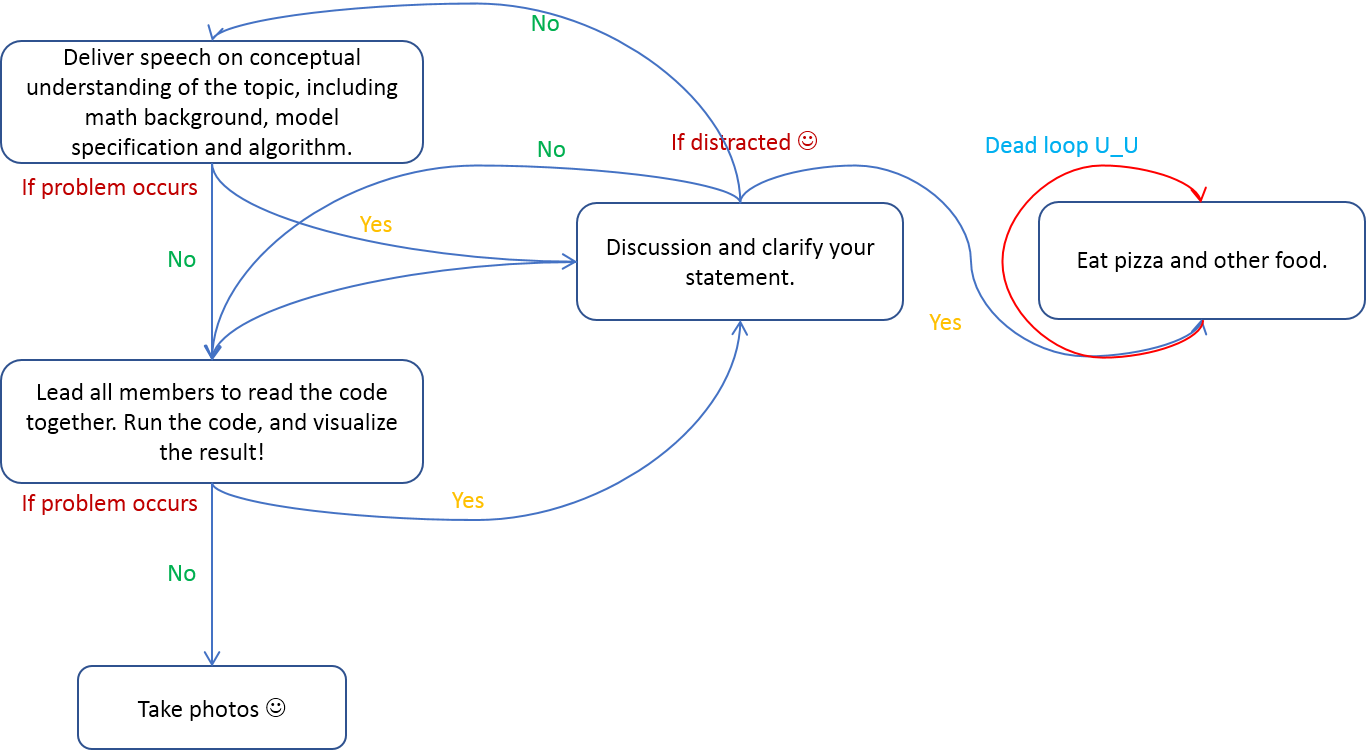 No
Deliver speech on conceptual
understanding of the topic, including
math background, model
specification and algorithm.
If distracted ☺
Dead loop U_U
No
If problem occurs
Yes
No
Discussion and clarify your
statement.
Eat pizza and other food.
Yes
Lead all members to read the code
together. Run the code, and visualize
the result!
If problem occurs
Yes
No
Take photos ☺